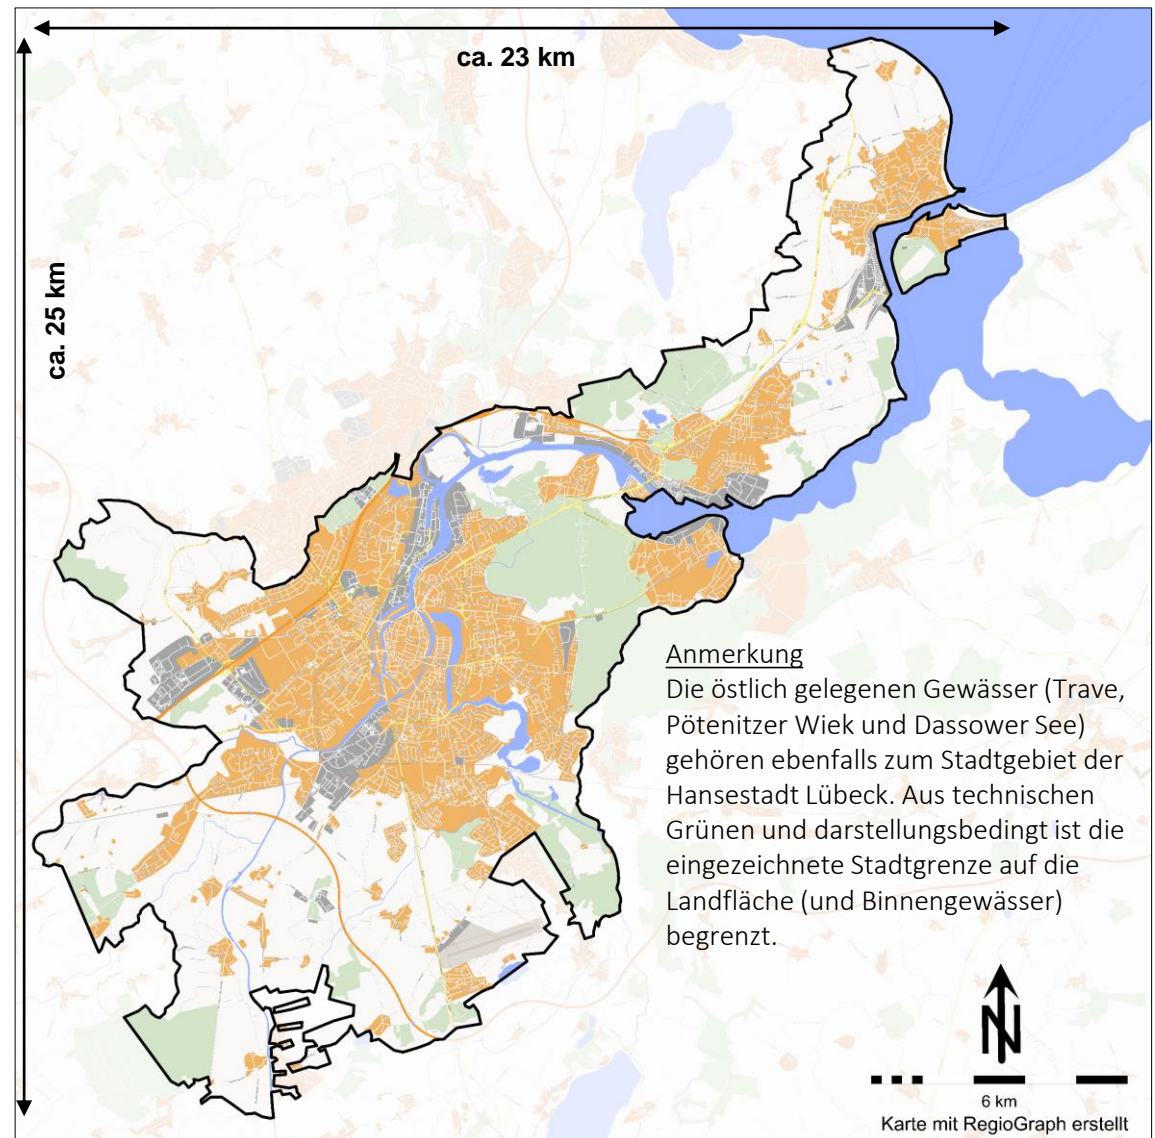 ca. 23 km
ca. 25 km
Anmerkung
Die östlich gelegenen Gewässer (Trave,
Pötenitzer Wiek und Dassower See)
gehören ebenfalls zum Stadtgebiet der
Hansestadt Lübeck. Aus technischen
Grünen und darstellungsbedingt ist die
eingezeichnete Stadtgrenze auf die
Landfläche (und Binnengewässer)
begrenzt.
N
6 km
Karte mit RegioGraph erstellt